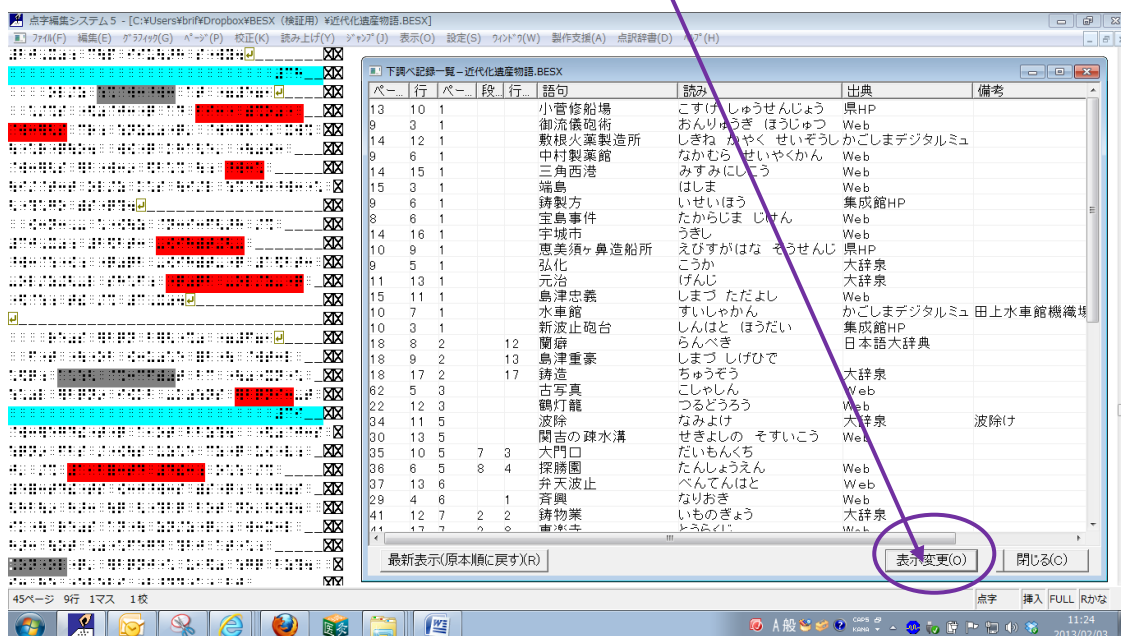 点字編集システム5 - [C:¥Users¥brif¥Dropbox¥BESX（検証用）¥近代化遺産物語.BESX]
ﾌｧｲﾙ(F) 編集(E) ｸﾞﾗﾌｨｯｸ(G) ﾍﾟｰｼﾞ(P) 校正(K) 読み上げ(Y) ｼﾞｬﾝﾌﾟ(J) 表示(O) 設定(S) ｳｨﾝﾄﾞｳ(W) 製作支援(A) 点訳辞書(D) ﾍﾙﾌﾟ(H)
下調べ記録一覧－近代化遺産物語.BESX
ペー... 行 ペー... 段... 行... 語句 読み 出典 備考
13 10 1 小菅修船場 こすげ しゅうせんじょう 県HP
9 3 1 御流儀砲術 おんりゅうぎ ほうじゅつ Web
14 12 1 敷根火薬製造所 しきね かやく せいぞうし かごしまデジタルミュ
9 6 1 中村製薬館 なかむら せいやくかん Web
14 15 1 三角西港 みすみにしこう Web
15 3 1 端島 はしま Web
9 6 1 鋳製方 いせいほう 集成館HP
8 6 1 宝島事件 たからじま じけん Web
14 16 1 宇城市 うきし Web
10 9 1 恵美須ヶ鼻造船所 えびすがはな ぞうせんじ 県HP
9 5 1 弘化 こうか 大辞泉
11 13 1 元治 げんじ 大辞泉
15 11 1 島津忠義 しまづ ただよし Web
10 7 1 水車館 すいしゃかん かごしまデジタルミュ 田上水車館機織場
10 3 1 新波止砲台 しんはと ほうだい 集成館HP
18 8 2 12 蘭癖 らんぺき 日本語大辞典
18 9 2 13 島津重豪 しまづ しげひで
18 17 2 17 鋳造 ちゅうぞう 大辞泉
62 5 3 古写真 こしゃしん Web
22 12 3 鶴灯籠 つるどうろう Web
34 11 5 波除 なみよけ 大辞泉 波除け
30 13 5 関吉の疎水溝 せきよしの そすいこう Web
35 10 5 7 3 大門口 だいもんくち
36 6 5 8 4 探勝園 たんしょうえん Web
37 13 6 弁天波止 べんてんはと Web
29 4 6 1 斉興 なりおき Web
41 12 7 2 2 鋳物業 いものぎょう 大辞泉
最新表示(原本順に戻す)(R) 表示変更(O) 閉じる(C)
45ページ 9行 1マス 1校 点字 挿入 FULL Rかな
A般 CAPS KANA 11:24
2013/02/03